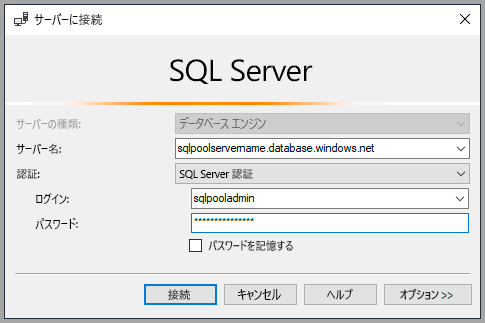 サーバーに接続
SQL Server
サーバーの種類:
データベース エンジン
サーバー名:
sqlpoolservername.database.windows.net
認証:
SQL Server 認証
ログイン:
sqlpooladmin
パスワード:
***************
パスワードを記憶する
接続
キャンセル
ヘルプ
オプション >>